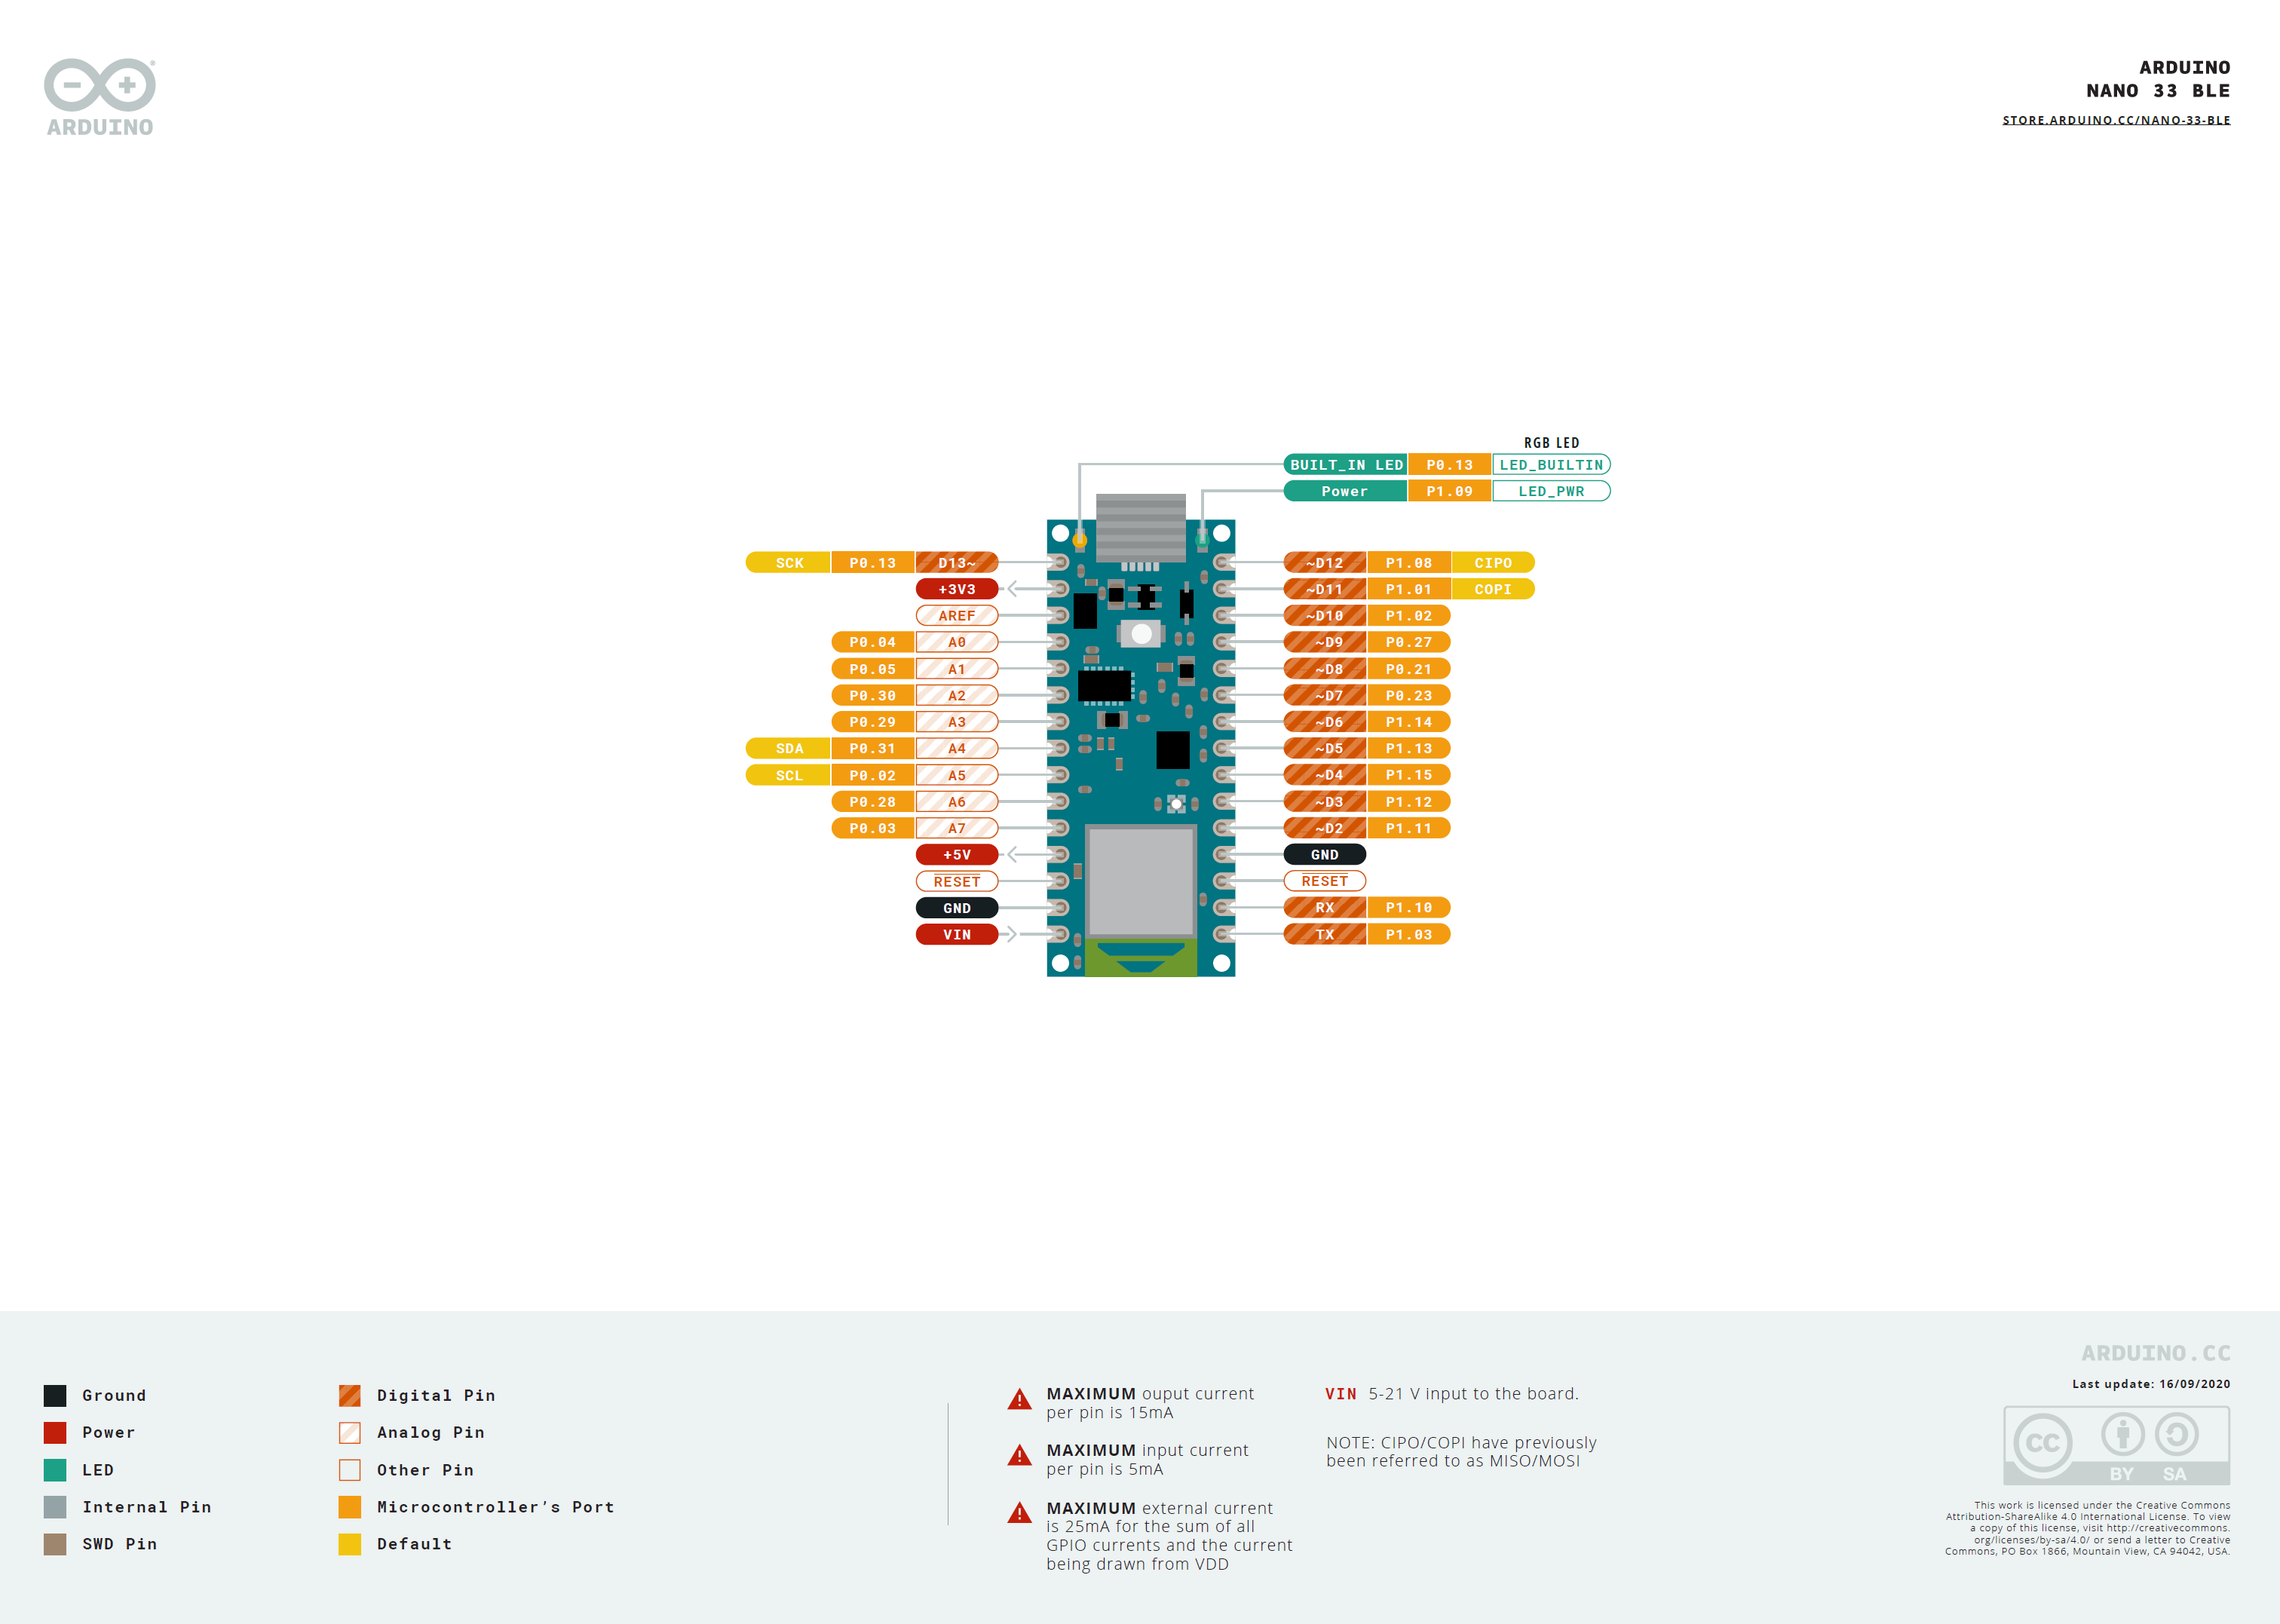 ARDUINO
ARDUINO
NANO 33 BLE
STORE.ARDUINO.CC/NANO-33-BLE
RGB LED
BUILT_IN LED P0.13 LED_BUILTIN
Power P1.09 LED_PWR
SCK P0.13 D13~
+3V3
AREF
P0.04 A0
P0.05 A1
P0.30 A2
P0.29 A3
SDA P0.31 A4
SCL P0.02 A5
P0.28 A6
P0.03 A7
+5V
RESET
GND
VIN
~D12 P1.08 CIPO
~D11 P1.01 COPI
~D10 P1.02
~D9 P0.27
~D8 P0.21
~D7 P0.23
~D6 P1.14
~D5 P1.13
~D4 P1.15
~D3 P1.12
~D2 P1.11
GND
RESET
RX P1.10
TX P1.03
Ground
Power
LED
Internal Pin
SWD Pin
Digital Pin
Analog Pin
Other Pin
Microcontroller's Port
Default
MAXIMUM ouput current
per pin is 15mA
MAXIMUM input current
per pin is 5mA
MAXIMUM external current
is 25mA for the sum of all
GPIO currents and the current
being drawn from VDD
VIN 5-21 V input to the board.
NOTE: CIPO/COPI have previously
been referred to as MISO/MOSI
ARDUINO.CC
Last update: 16/09/2020
CC
BY SA
This work is licensed under the Creative Commons
Attribution-ShareAlike 4.0 International License. To view
a copy of this license, visit http://creativecommons.
org/licenses/by-sa/4.0/ or send a letter to Creative
Commons, PO Box 1866, Mountain View, CA 94042, USA.